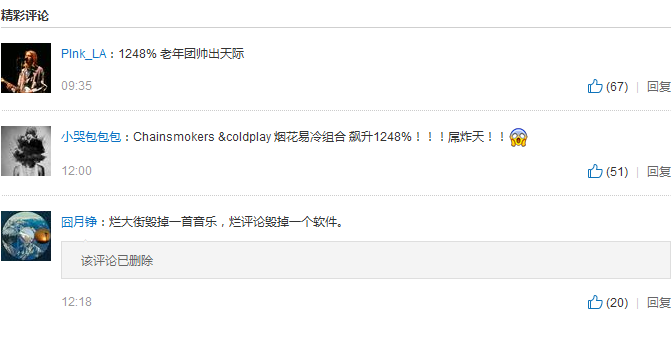 精彩评论
PInk_LA：1248% 老年团帅出天际
09:35 (67) | 回复
小哭包包包：Chainsmokers &coldplay 烟花易冷组合 飙升1248%！！！屌炸天！！
12:00 (51) | 回复
囧月铮：烂大街毁掉一首音乐，烂评论毁掉一个软件。
该评论已删除
12:18 (20) | 回复